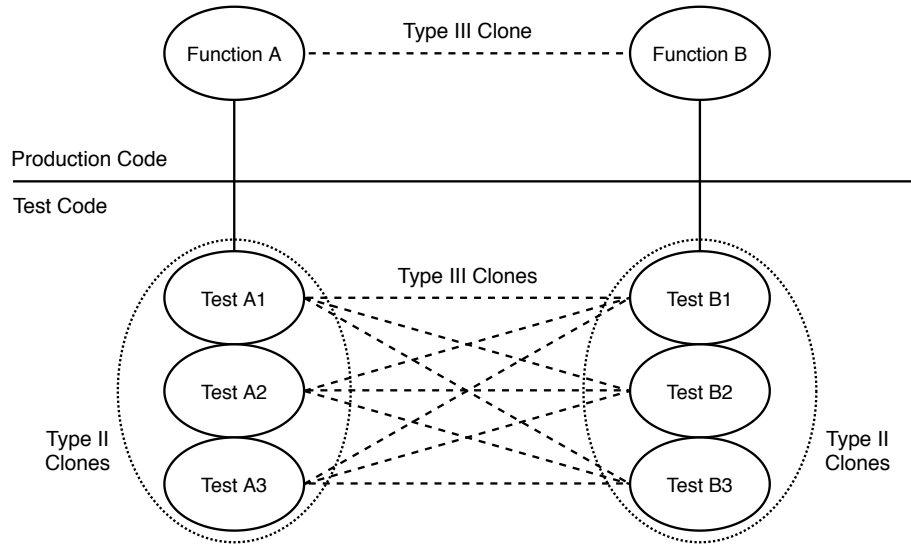 Type III Clone
Function A
Function B
Production Code
Test Code
Type III Clones
Test A1
Test B1
Test A2
Test B2
Type II
Clones
Type II
Clones
Test A3
Test B3